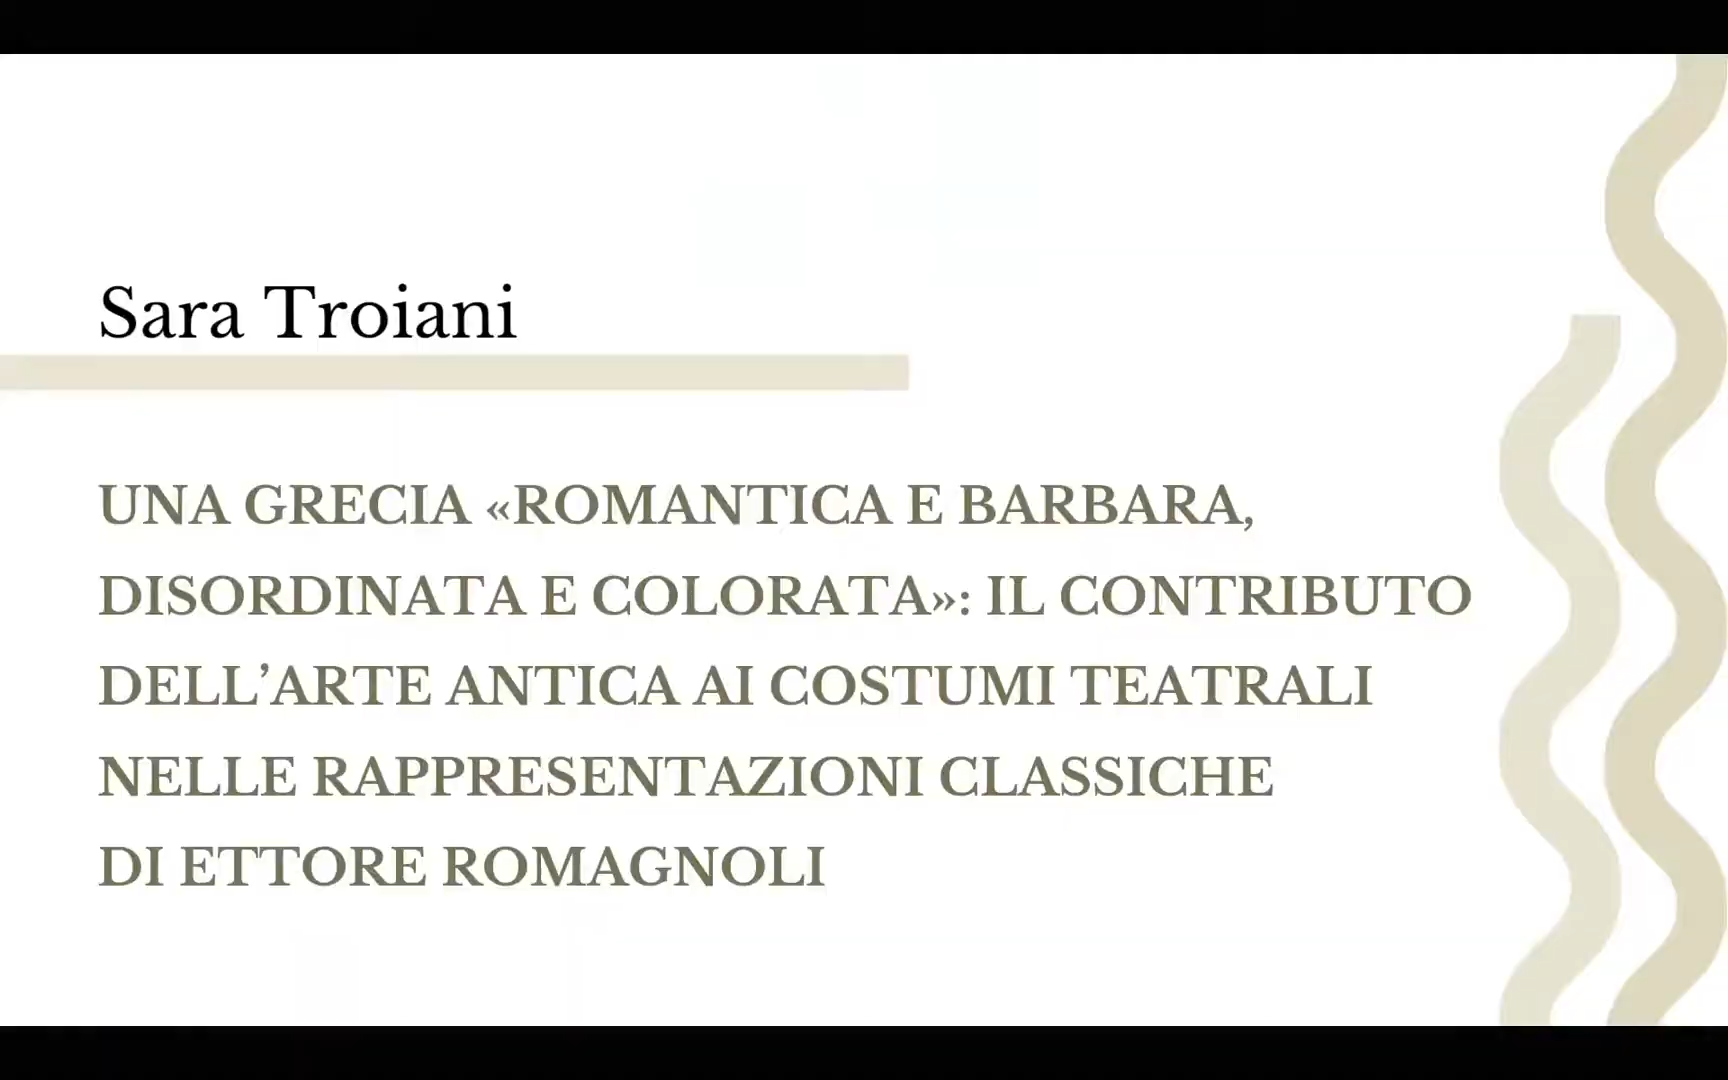 Sara Troiani
UNA GRECIA «ROMANTICA E BARBARA,
DISORDINATA E COLORATA»: IL CONTRIBUTO
DELL’ARTE ANTICA AI COSTUMI TEATRALI
NELLE RAPPRESENTAZIONI CLASSICHE
DI ETTORE ROMAGNOLI